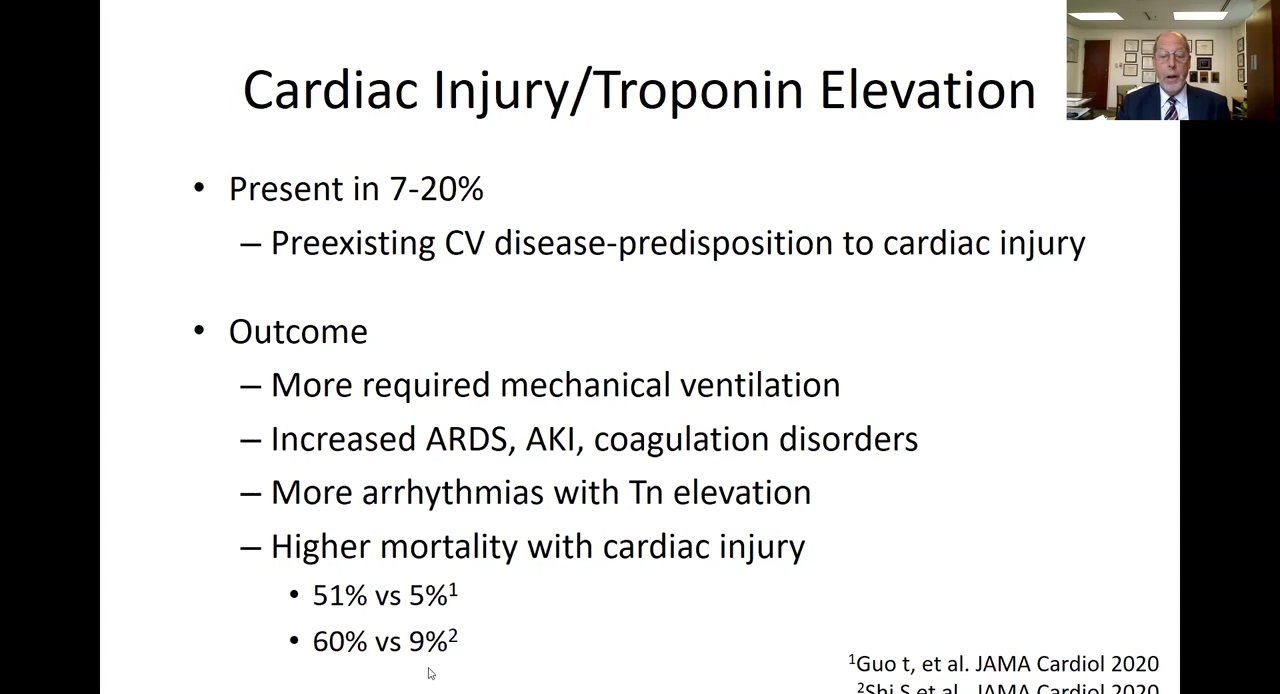 Cardiac Injury/Troponin Elevation
• Present in 7-20%
– Preexisting CV disease-predisposition to cardiac injury
• Outcome
– More required mechanical ventilation
– Increased ARDS, AKI, coagulation disorders
– More arrhythmias with Tn elevation
– Higher mortality with cardiac injury
• 51% vs 5%¹
• 60% vs 9%²
¹Guo t, et al. JAMA Cardiol 2020
²Shi S et al. JAMA Cardiol 2020